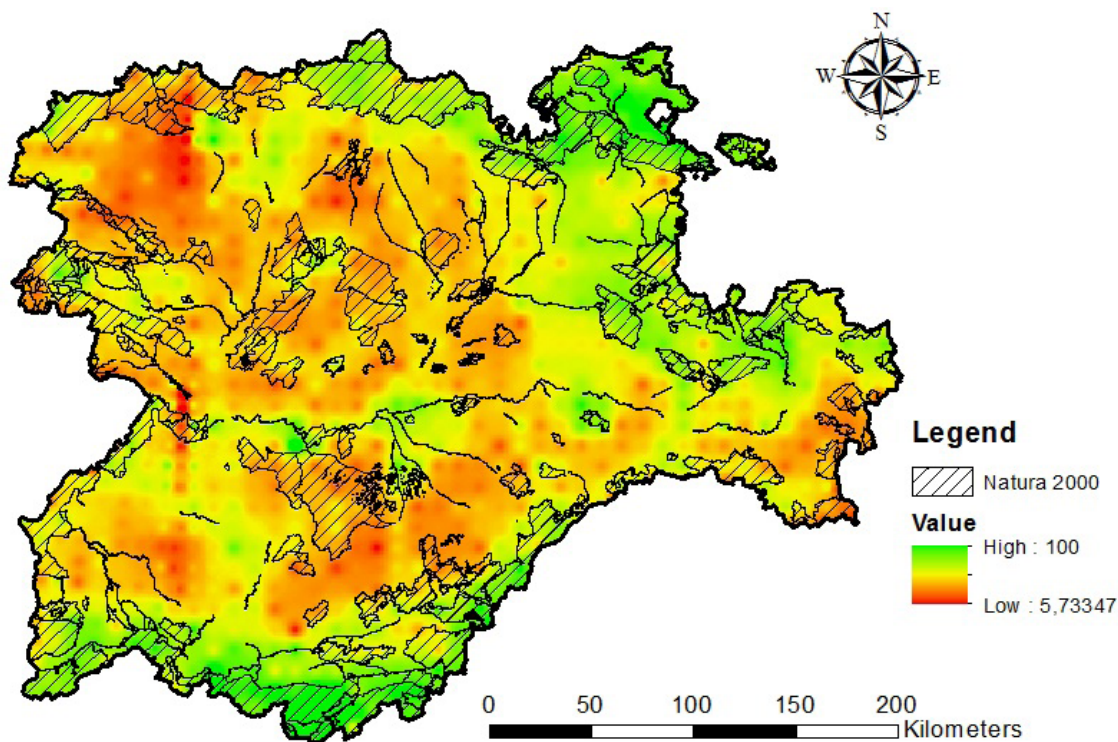 N
W E
S
Legend
Natura 2000
Value
High : 100
Low : 5,73347
0 50 100 150 200
Kilometers